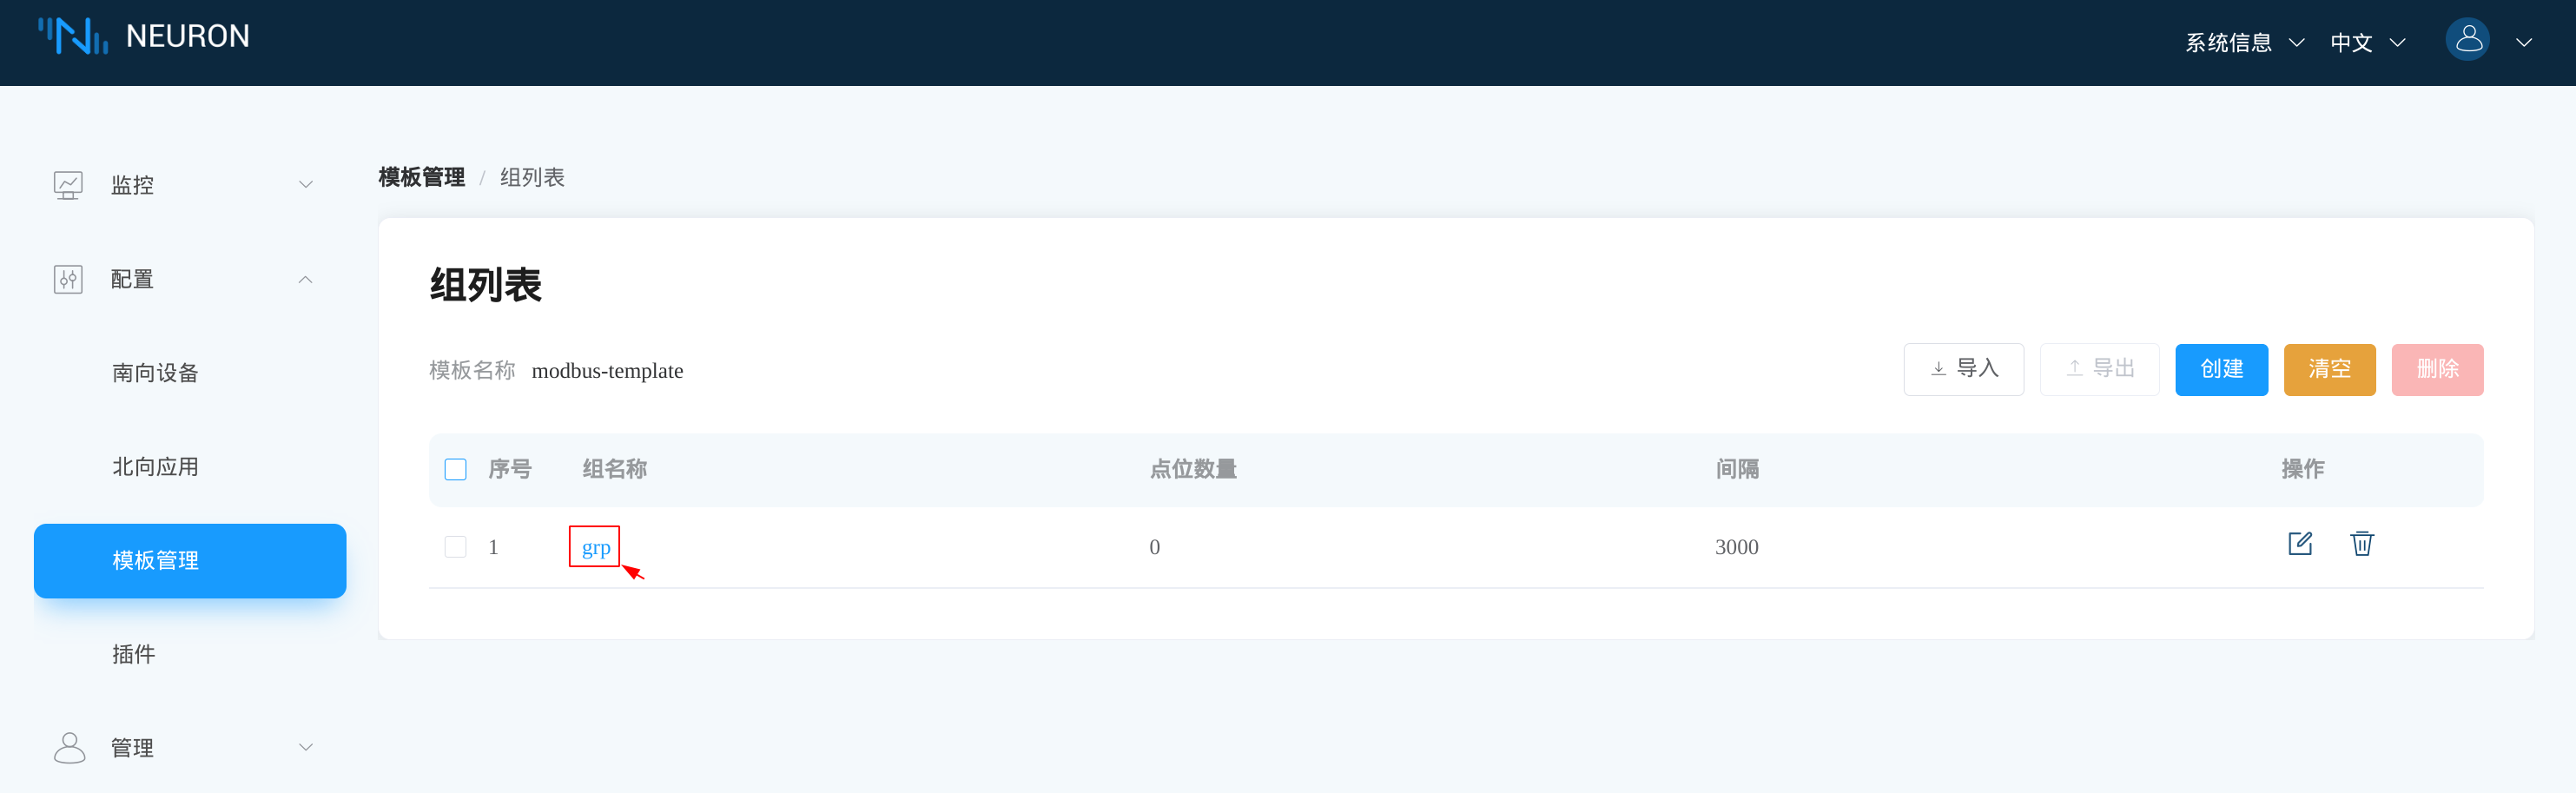 NEURON
系统信息 中文
监控
配置
南向设备
北向应用
模板管理
插件
管理
模板管理 / 组列表
组列表
模板名称 modbus-template
导入 导出 创建 清空 删除
序号 组名称 点位数量 间隔 操作
1 grp 0 3000